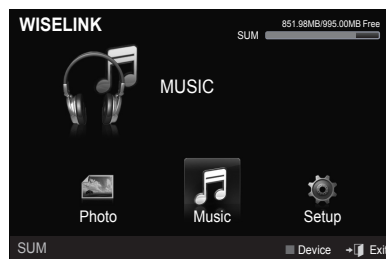 WISELINK
851.98MB/995.00MB Free
SUM
MUSIC
Photo Music Setup
SUM Device Exit